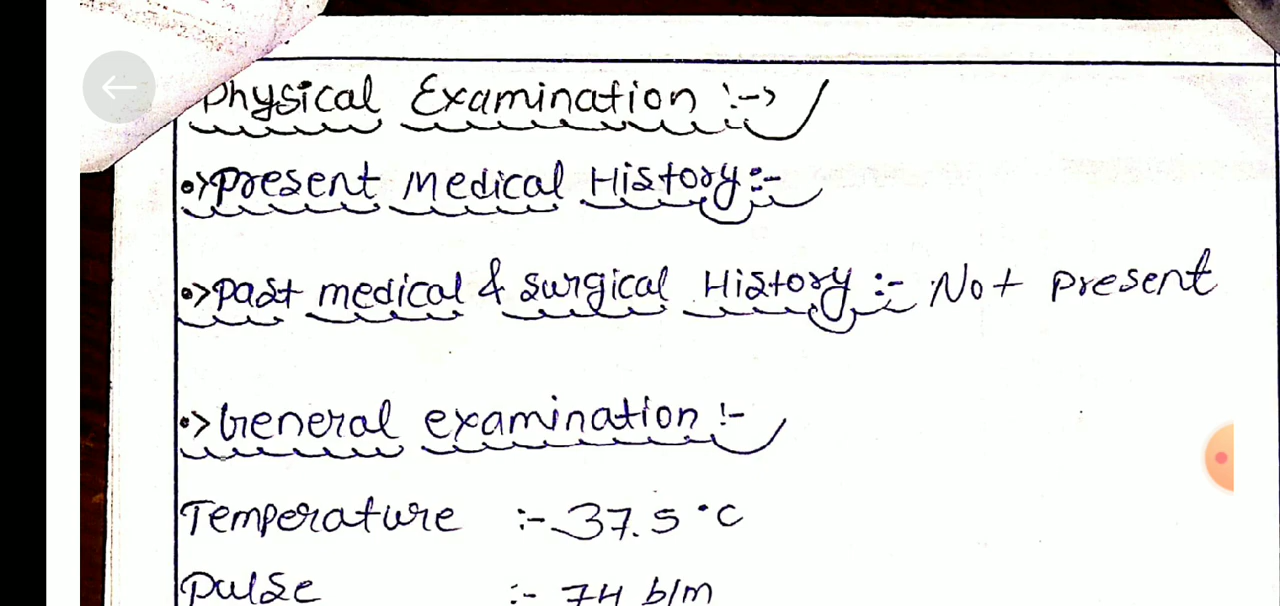 Physical Examination :->
•> Present Medical History :-
•> Past medical & surgical History :- Not present
•> General examination :-
Temperature :- 37.5 °C
Pulse :- 74 b/m